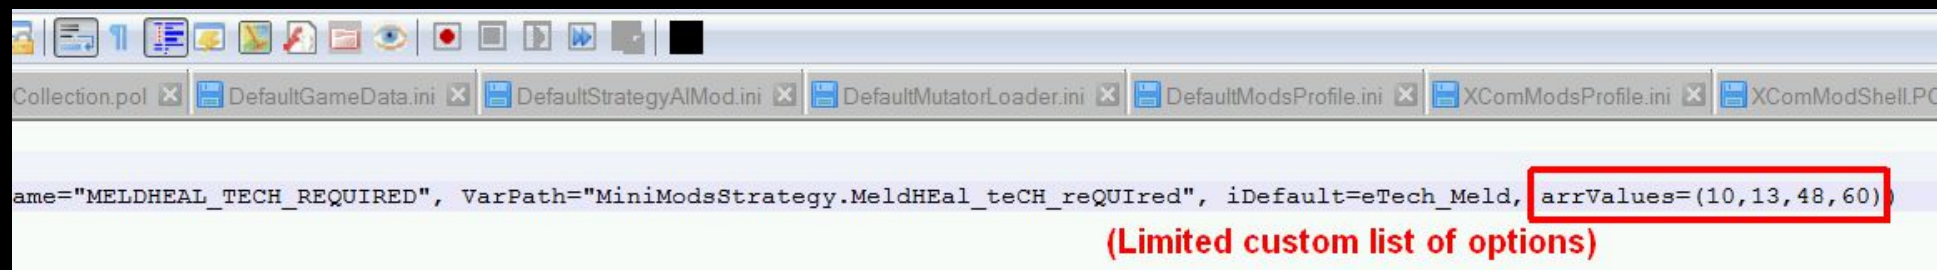 Collection.pol DefaultGameData.ini DefaultStrategyAIMod.ini DefaultMutatorLoader.ini DefaultModsProfile.ini XComModsProfile.ini XComModShell.PC
ame="MELDHEAL_TECH_REQUIRED", VarPath="MiniModsStrategy.MeldHEal_teCH_reQUIred", iDefault=eTech_Meld, arrValues=(10,13,48,60))
(Limited custom list of options)